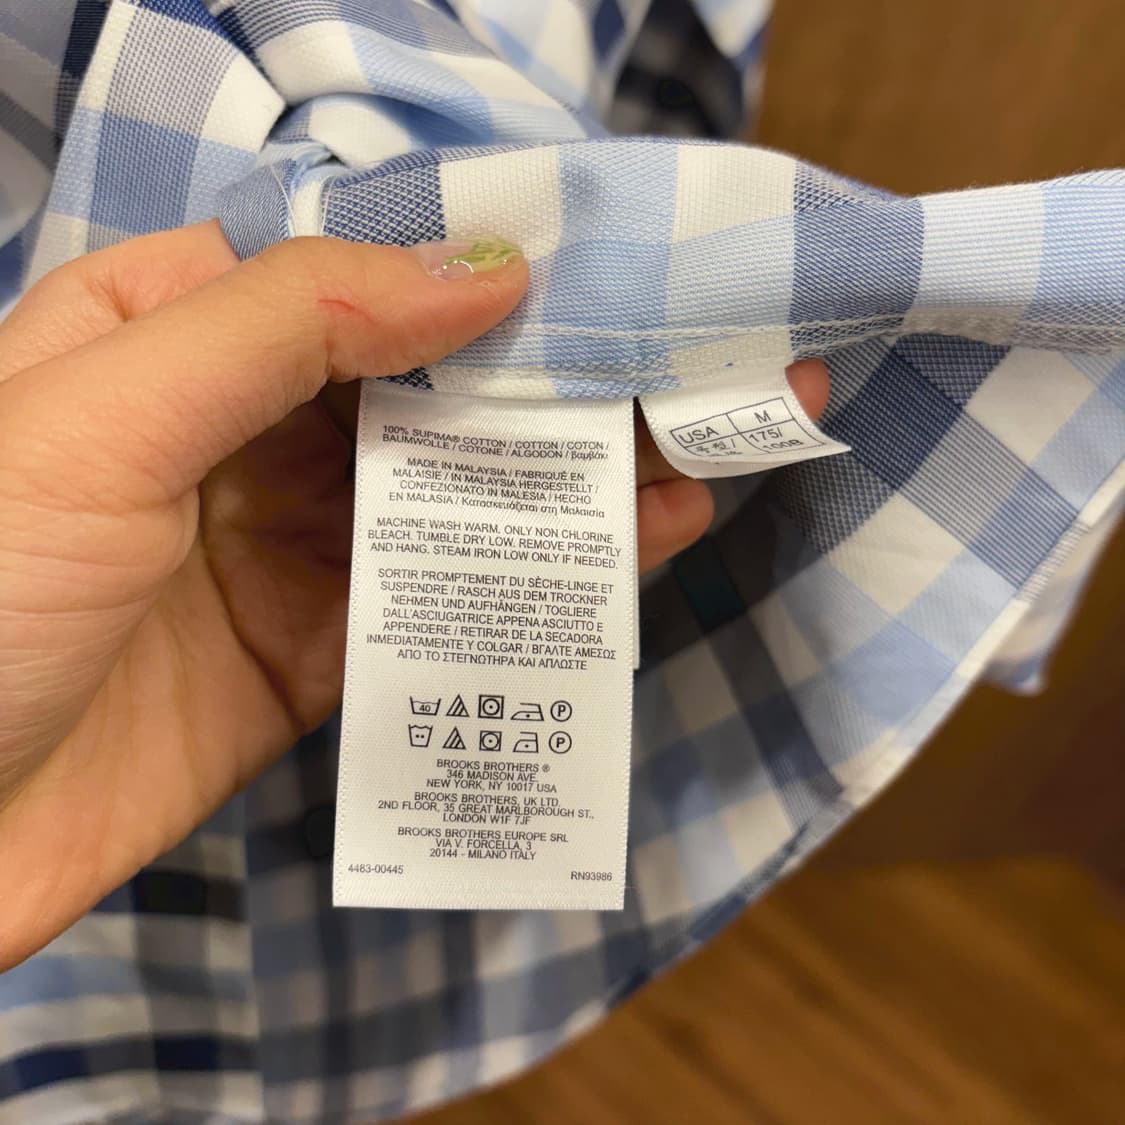 100% SUPIMA® COTTON / COTTON / COTON /
BAUMWOLLE / COTONE / ALGODON / βαμβάκι
MADE IN MALAYSIA / FABRIQUÉ EN
MALAISIE / IN MALAYSIA HERGESTELLT /
CONFEZIONATO IN MALESIA / HECHO
EN MALASIA / Κατασκευάζεται στη Μαλαισία
MACHINE WASH WARM. ONLY NON CHLORINE
BLEACH. TUMBLE DRY LOW. REMOVE PROMPTLY
AND HANG. STEAM IRON LOW ONLY IF NEEDED.
SORTIR PROMPTEMENT DU SÈCHE-LINGE ET
SUSPENDRE / RASCH AUS DEM TROCKNER
NEHMEN UND AUFHÄNGEN / TOGLIERE
DALL'ASCIUGATRICE APPENA ASCIUTTO E
APPENDERE / RETIRAR DE LA SECADORA
INMEDIATAMENTE Y COLGAR / ΒΓΑΛΤΕ ΑΜΕΣΩΣ
ΑΠΟ ΤΟ ΣΤΕΓΝΩΤΗΡΑ ΚΑΙ ΑΠΛΩΣΤΕ
40 P
P
BROOKS BROTHERS ®
346 MADISON AVE.
NEW YORK, NY 10017 USA
BROOKS BROTHERS, UK LTD.
2ND FLOOR, 35 GREAT MARLBOROUGH ST.,
LONDON W1F 7JF
BROOKS BROTHERS EUROPE SRL
VIA V. FORCELLA, 3
20144 - MILANO ITALY
4483-00445 RN93986
USA M
175/
100B